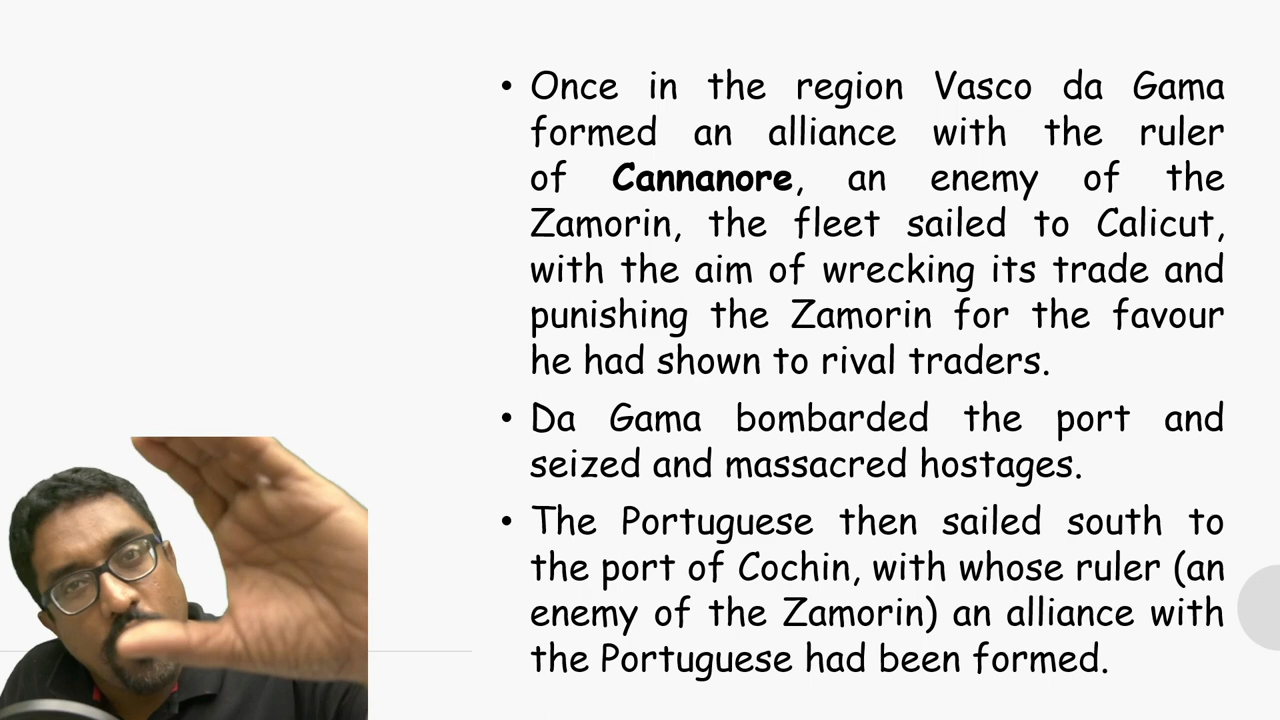 • Once in the region Vasco da Gama
formed an alliance with the ruler
of Cannanore, an enemy of the
Zamorin, the fleet sailed to Calicut,
with the aim of wrecking its trade and
punishing the Zamorin for the favour
he had shown to rival traders.
• Da Gama bombarded the port and
seized and massacred hostages.
• The Portuguese then sailed south to
the port of Cochin, with whose ruler (an
enemy of the Zamorin) an alliance with
the Portuguese had been formed.